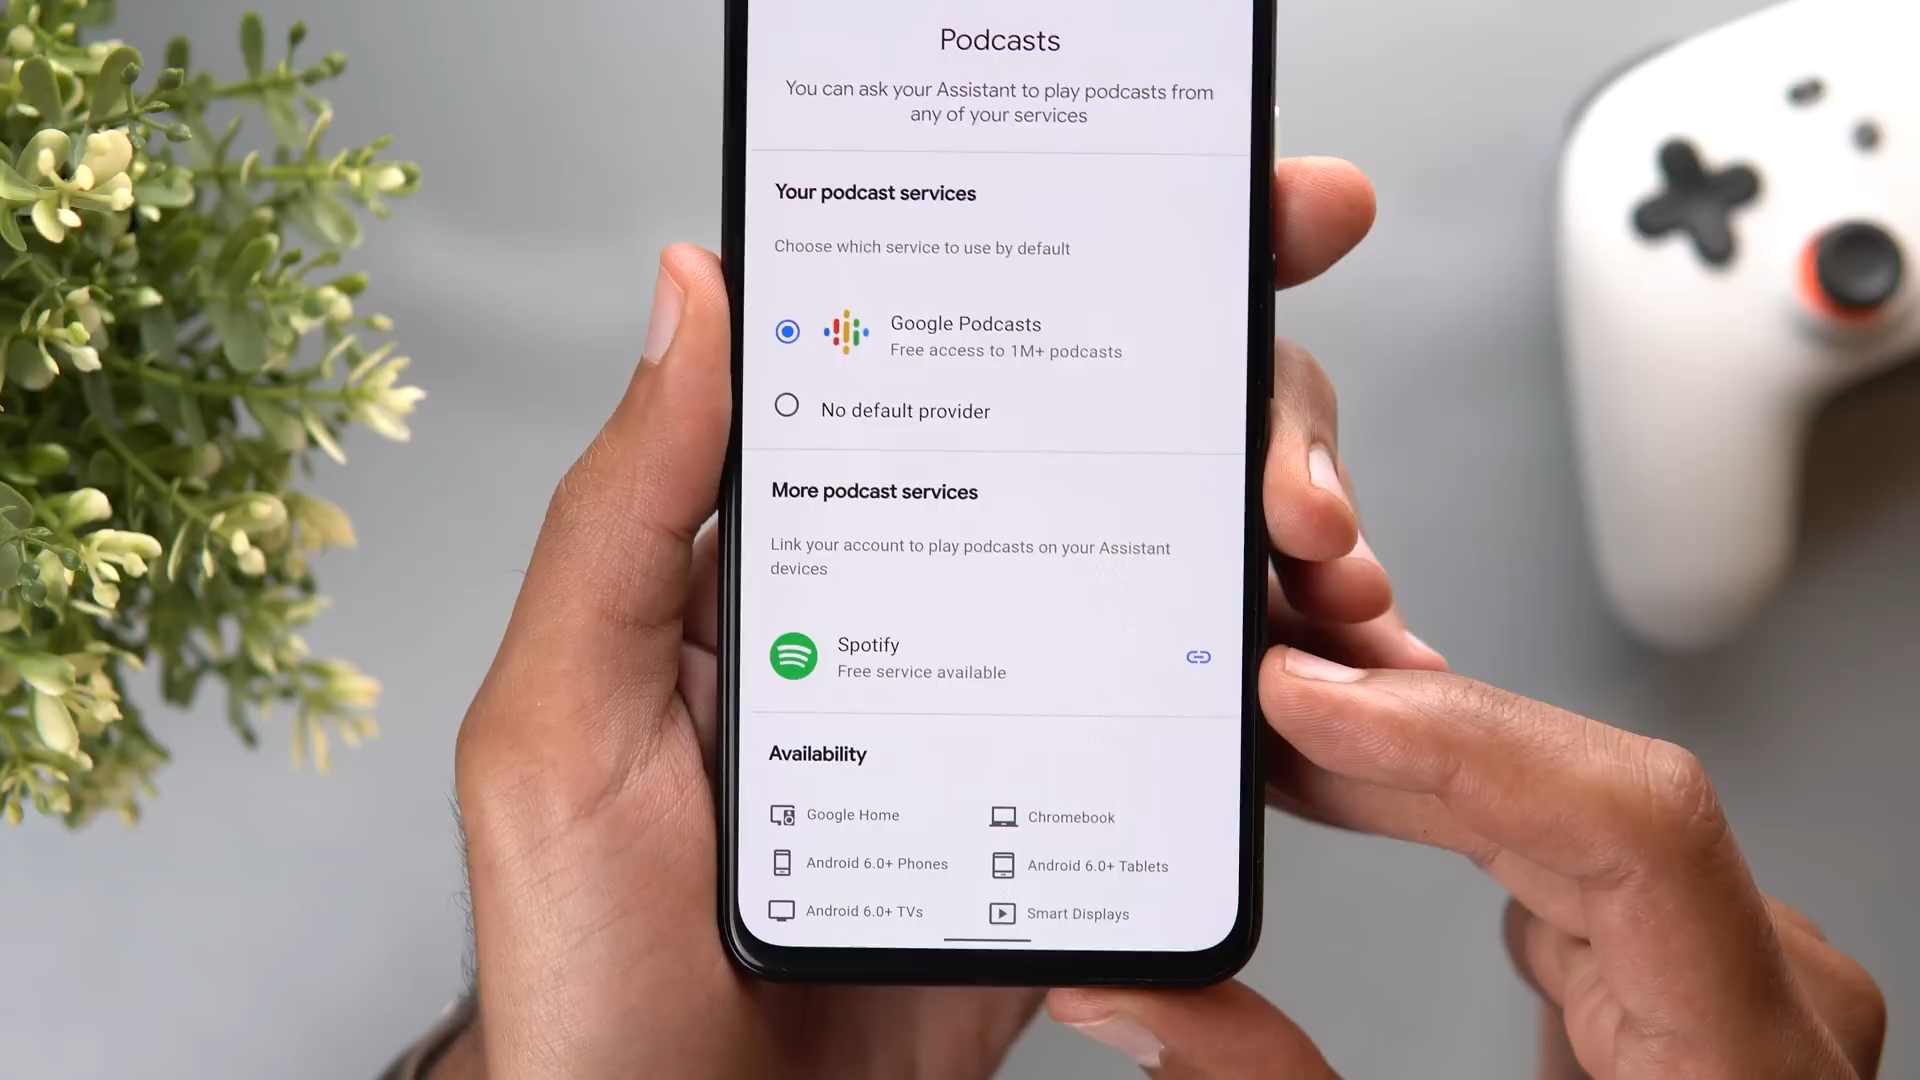 Podcasts
You can ask your Assistant to play podcasts from
any of your services
Your podcast services
Choose which service to use by default
Google Podcasts
Free access to 1M+ podcasts
No default provider
More podcast services
Link your account to play podcasts on your Assistant
devices
Spotify
Free service available
Availability
Google Home
Chromebook
Android 6.0+ Phones
Android 6.0+ Tablets
Android 6.0+ TVs
Smart Displays